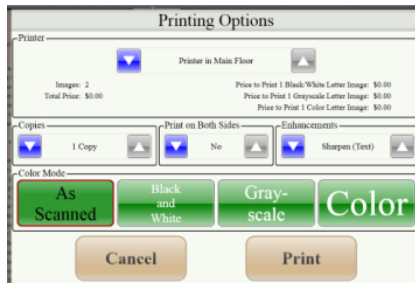 Printing Options
Printer
Printer in Main Floor
Images: 2
Total Price: $0.00
Price to Print 1 Black/White Letter Image: $0.00
Price to Print 1 Grayscale Letter Image: $0.00
Price to Print 1 Color Letter Image: $0.00
Copies
1 Copy
Print on Both Sides
No
Enhancements
Sharpen (Text)
Color Mode
As
Scanned
Black
and
White
Gray-
scale
Color
Cancel
Print